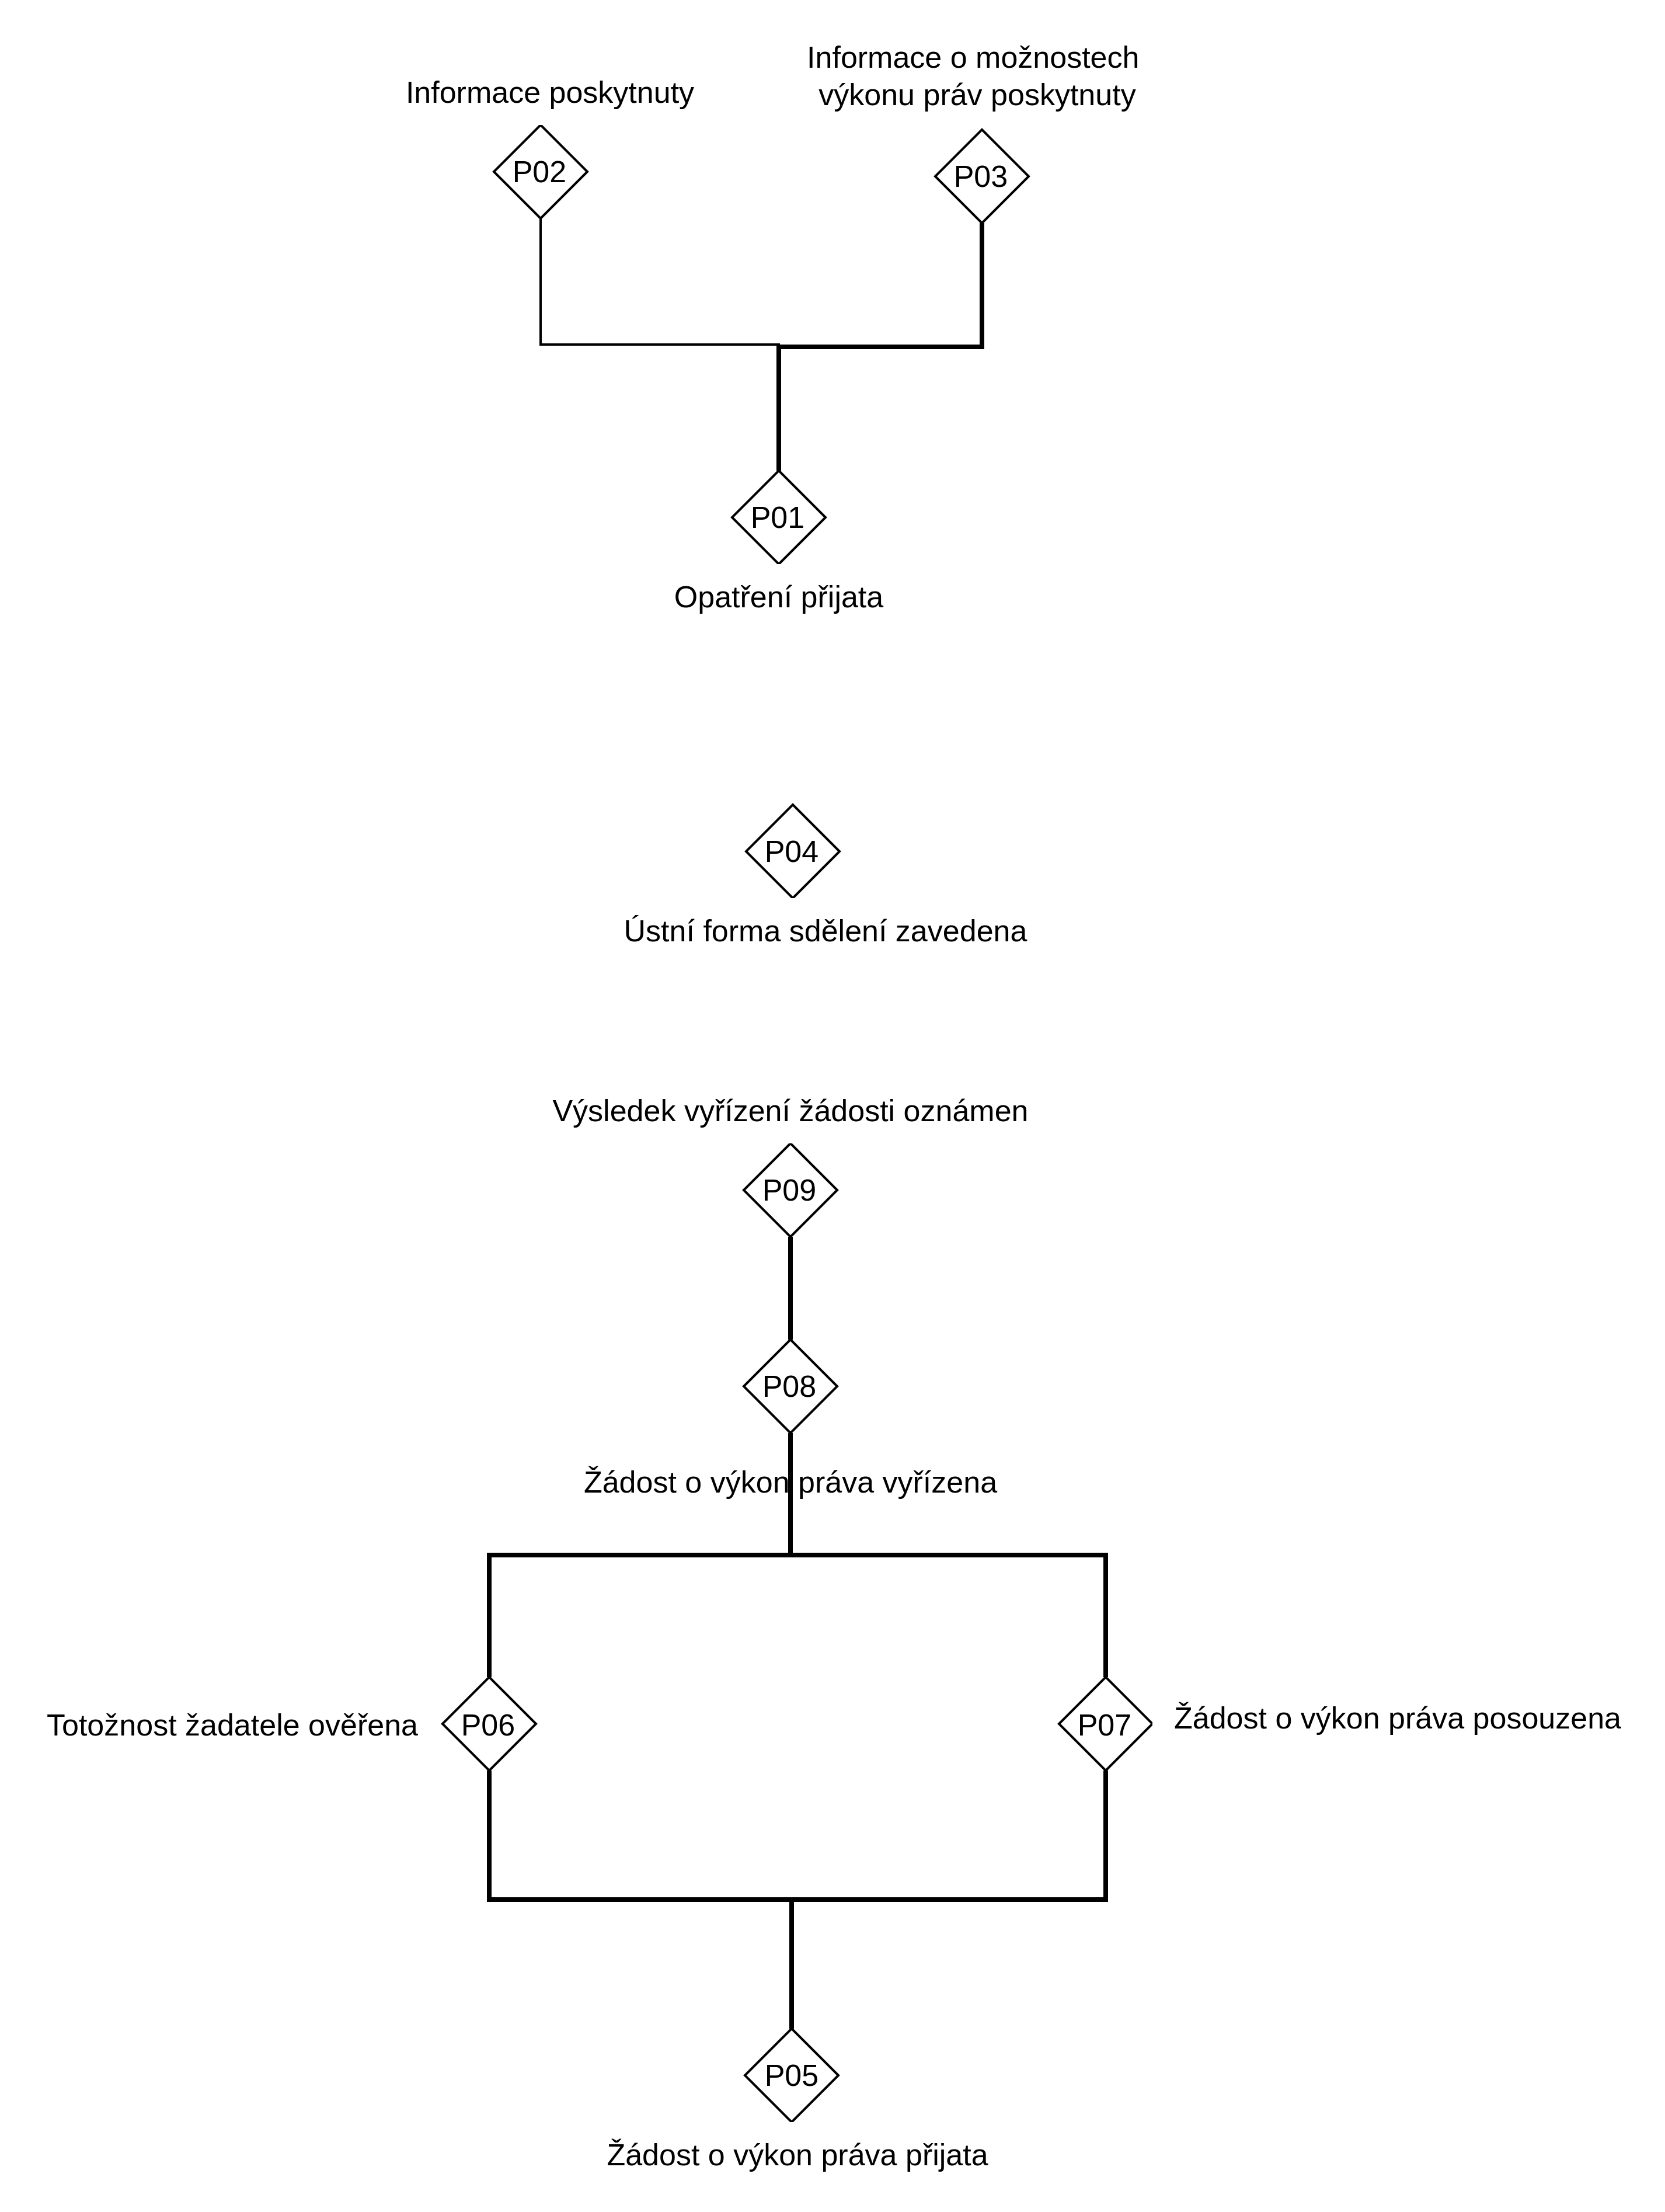 Informace o možnostech
výkonu práv poskytnuty
Informace poskytnuty
P02
P03
P01
Opatření přijata
P04
Ústní forma sdělení zavedena
Výsledek vyřízení žádosti oznámen
P09
P08
Žádost o výkon práva vyřízena
Totožnost žadatele ověřena
P06
P07
Žádost o výkon práva posouzena
P05
Žádost o výkon práva přijata